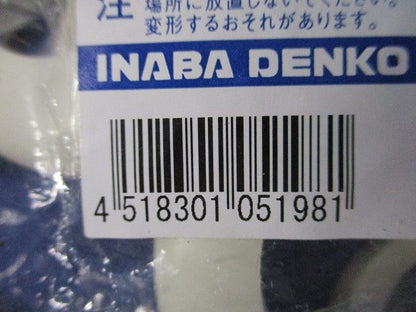 注 場所に放置しないでください。
変形するおそれがあります。
INABA DENKO
4 518301 051981